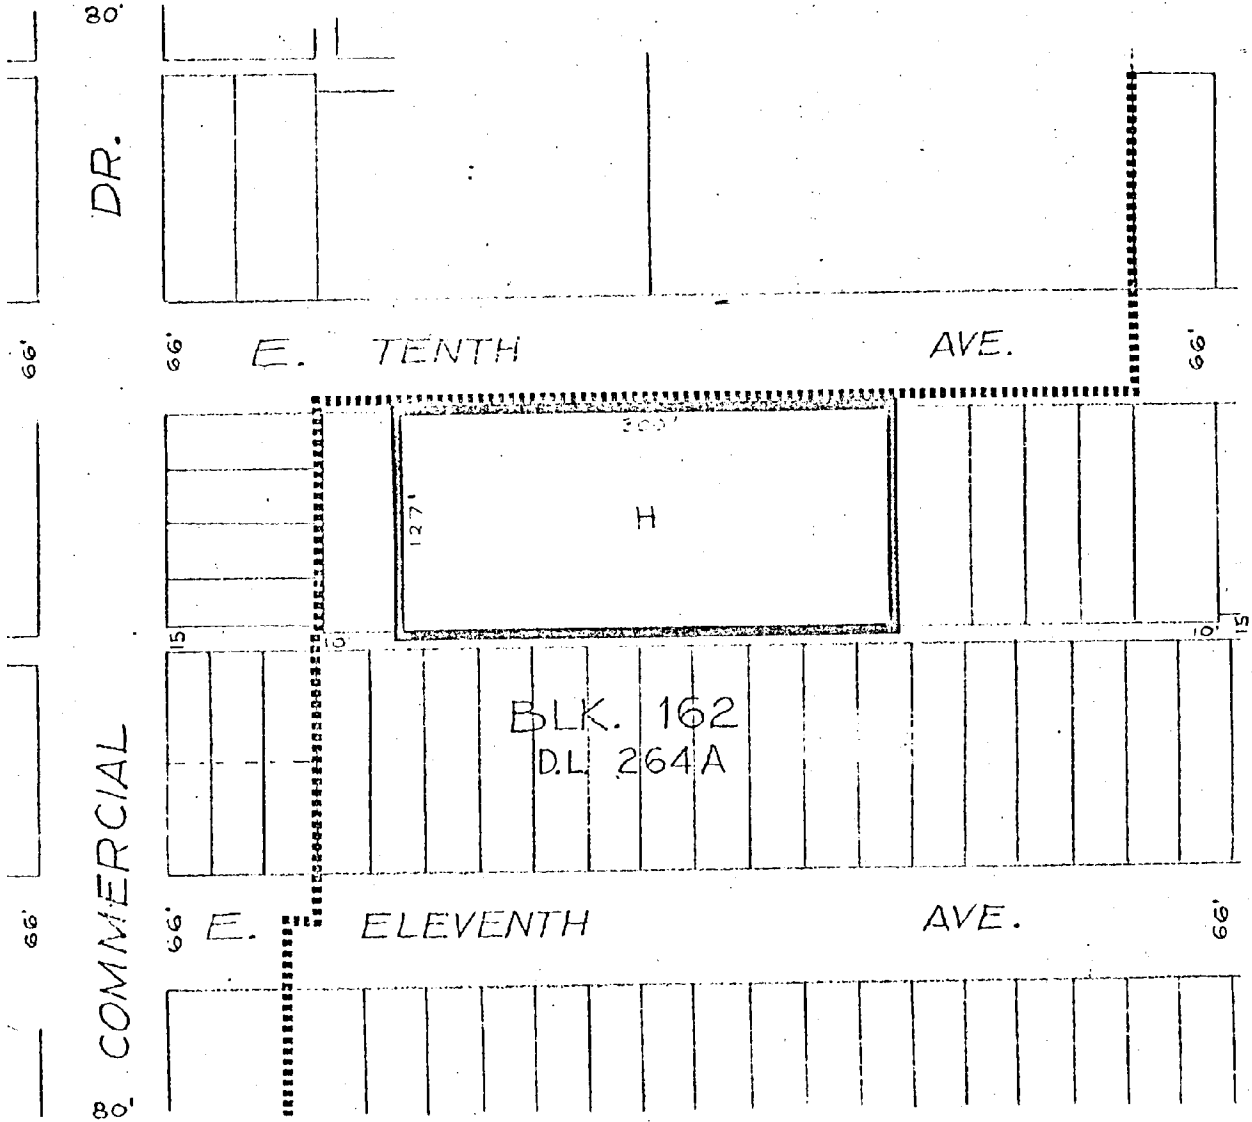 80'
DR.
66'
66'
E. TENTH AVE.
66'
300'
127'
H
15
10
10'
15
BLK. 162
D.L. 264A
COMMERCIAL
66'
66'
E. ELEVENTH AVE.
66'
80'